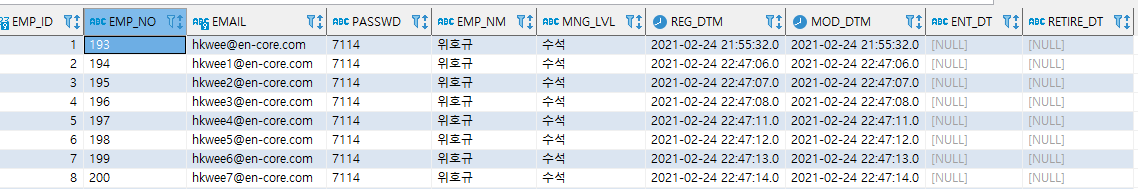 EMP_ID ABC EMP_NO ABC EMAIL ABC PASSWD ABC EMP_NM ABC MNG_LVL REG_DTM MOD_DTM ABC ENT_DT ABC RETIRE_DT
1 193 hkwee@en-core.com 7114 위호규 수석 2021-02-24 21:55:32.0 2021-02-24 21:55:32.0 [NULL] [NULL]
2 194 hkwee1@en-core.com 7114 위호규 수석 2021-02-24 22:47:06.0 2021-02-24 22:47:06.0 [NULL] [NULL]
3 195 hkwee2@en-core.com 7114 위호규 수석 2021-02-24 22:47:07.0 2021-02-24 22:47:07.0 [NULL] [NULL]
4 196 hkwee3@en-core.com 7114 위호규 수석 2021-02-24 22:47:08.0 2021-02-24 22:47:08.0 [NULL] [NULL]
5 197 hkwee4@en-core.com 7114 위호규 수석 2021-02-24 22:47:11.0 2021-02-24 22:47:11.0 [NULL] [NULL]
6 198 hkwee5@en-core.com 7114 위호규 수석 2021-02-24 22:47:12.0 2021-02-24 22:47:12.0 [NULL] [NULL]
7 199 hkwee6@en-core.com 7114 위호규 수석 2021-02-24 22:47:13.0 2021-02-24 22:47:13.0 [NULL] [NULL]
8 200 hkwee7@en-core.com 7114 위호규 수석 2021-02-24 22:47:14.0 2021-02-24 22:47:14.0 [NULL] [NULL]